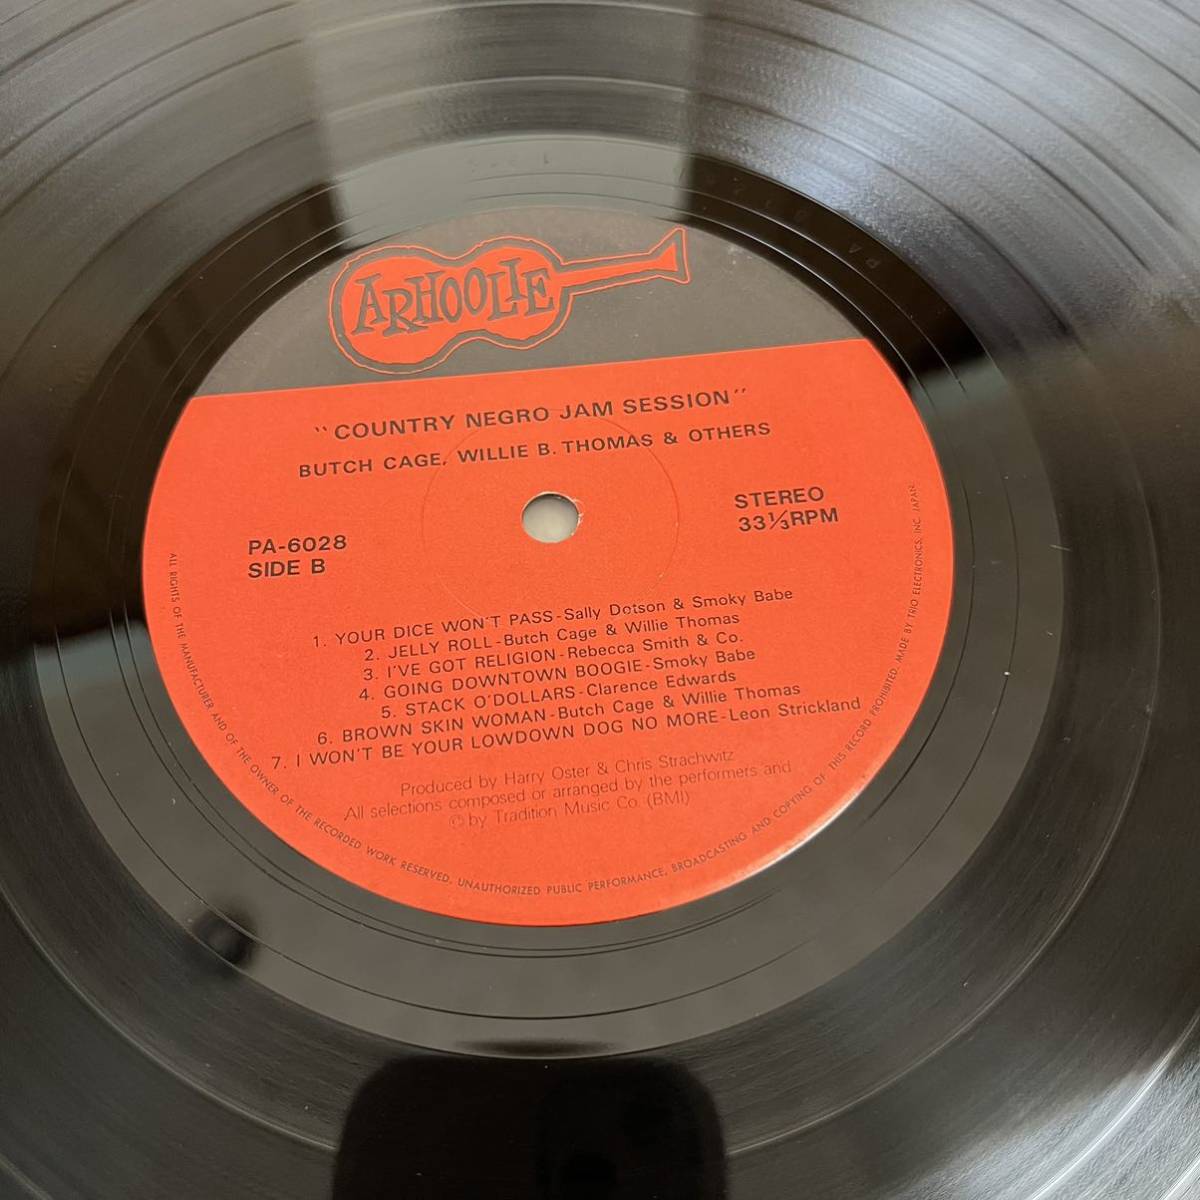 ARHOOLIE
"COUNTRY NEGRO JAM SESSION"
BUTCH CAGE, WILLIE B. THOMAS & OTHERS
PA-6028
SIDE B
STEREO
33⅓RPM
1. YOUR DICE WON'T PASS-Sally Dotson & Smoky Babe
2. JELLY ROLL-Butch Cage & Willie Thomas
3. I'VE GOT RELIGION-Rebecca Smith & Co.
4. GOING DOWNTOWN BOOGIE-Smoky Babe
5. STACK O'DOLLARS-Clarence Edwards
6. BROWN SKIN WOMAN-Butch Cage & Willie Thomas
7. I WON'T BE YOUR LOWDOWN DOG NO MORE-Leon Strickland
Produced by Harry Oster & Chris Strachwitz
All selections composed or arranged by the performers and
© by Tradition Music Co. (BMI)
ALL RIGHTS OF THE MANUFACTURER AND OF THE OWNER OF THE RECORDED WORK RESERVED. UNAUTHORIZED PUBLIC PERFORMANCE, BROADCASTING AND COPYING OF THIS RECORD PROHIBITED. MADE BY TRIO ELECTRONICS, INC. JAPAN.